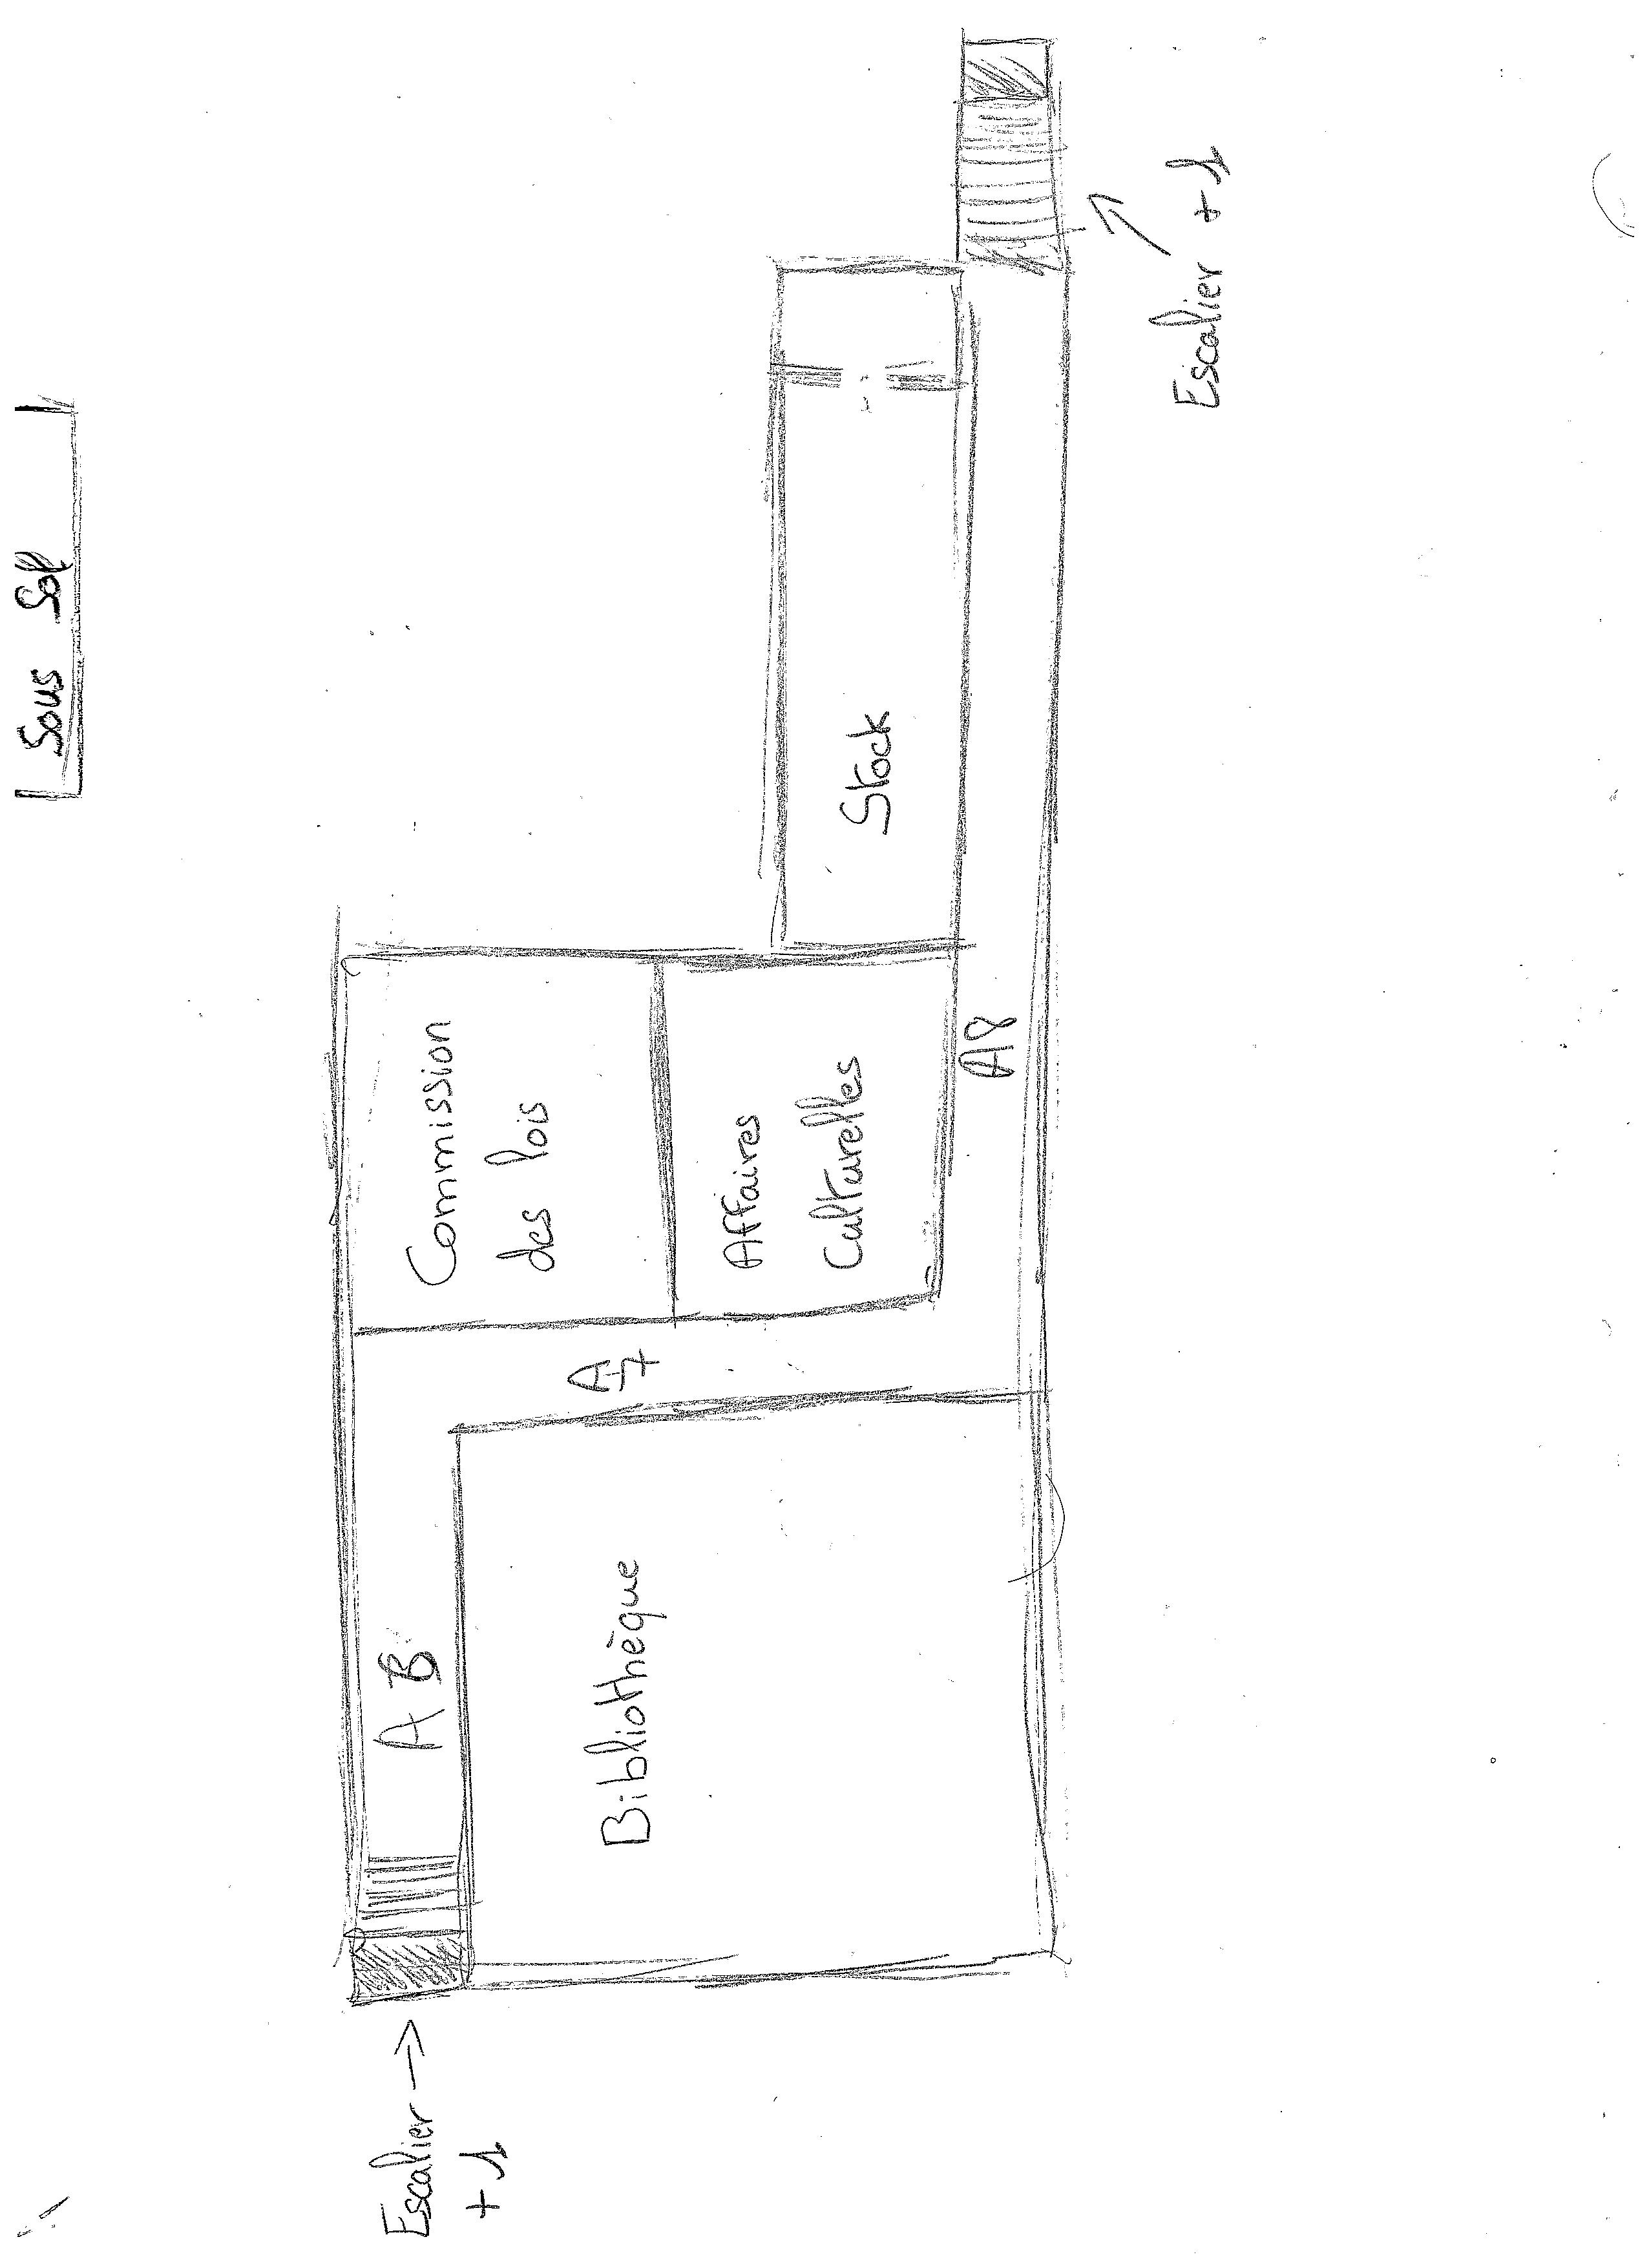 Sous Sol
Escalier
+ 1
A
Commission
des lois
Bibliothèque
A
7
Affaires
Culturelles
Stock
A8
Escalier + 1